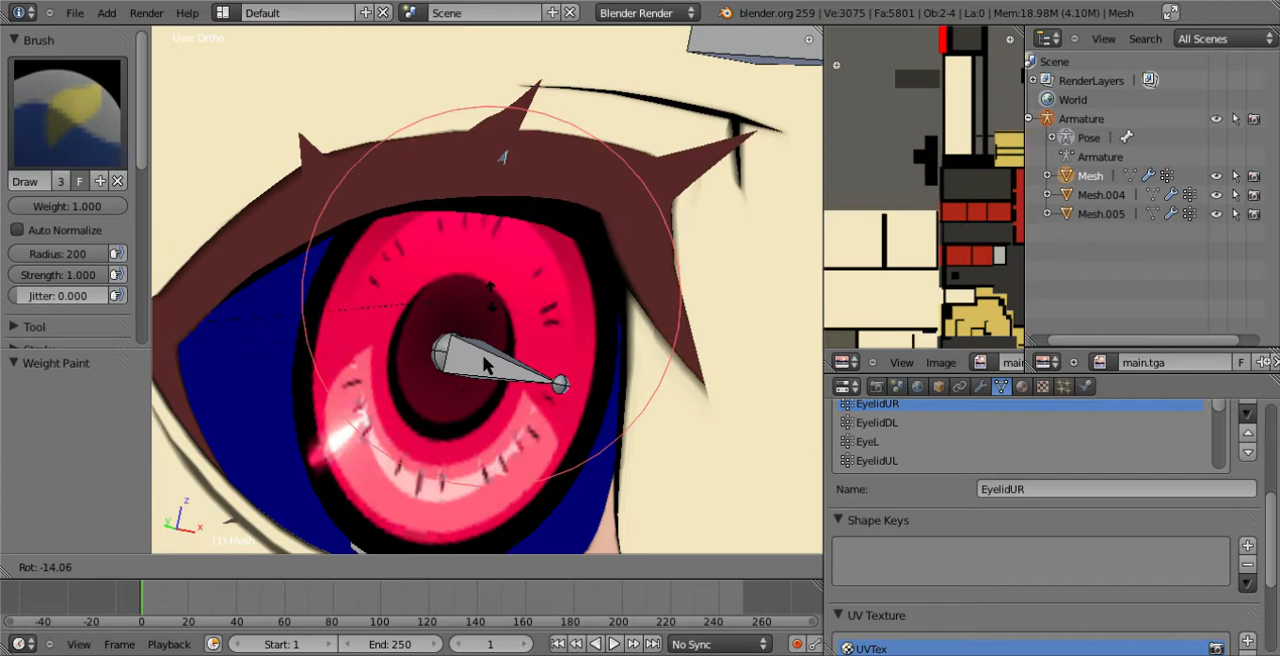 File Add Render Help Default Scene Blender Render blender.org 259 | Ve:3075 | Fa:5801 | Ob:2-4 | La:0 | Mem:18.98M (4.10M) | Mesh
Brush
Draw 3 F
Weight: 1.000
Auto Normalize
Radius: 200
Strength: 1.000
Jitter: 0.000
Tool
Weight Paint
User Ortho
z
y
x
(1) Mesh
Rot: -14.06
-40 -20 0 20 40 60 80 100 120 140 160 180 200 220 240 260
View Frame Playback Start: 1 End: 250 1 No Sync
View Image main
View Search All Scenes
Scene
RenderLayers
World
Armature
Pose
Armature
Mesh
Mesh.004
Mesh.005
main.tga F
EyelidUR
EyelidDL
EyeL
EyelidUL
Name: EyelidUR
Shape Keys
UV Texture
UVTex